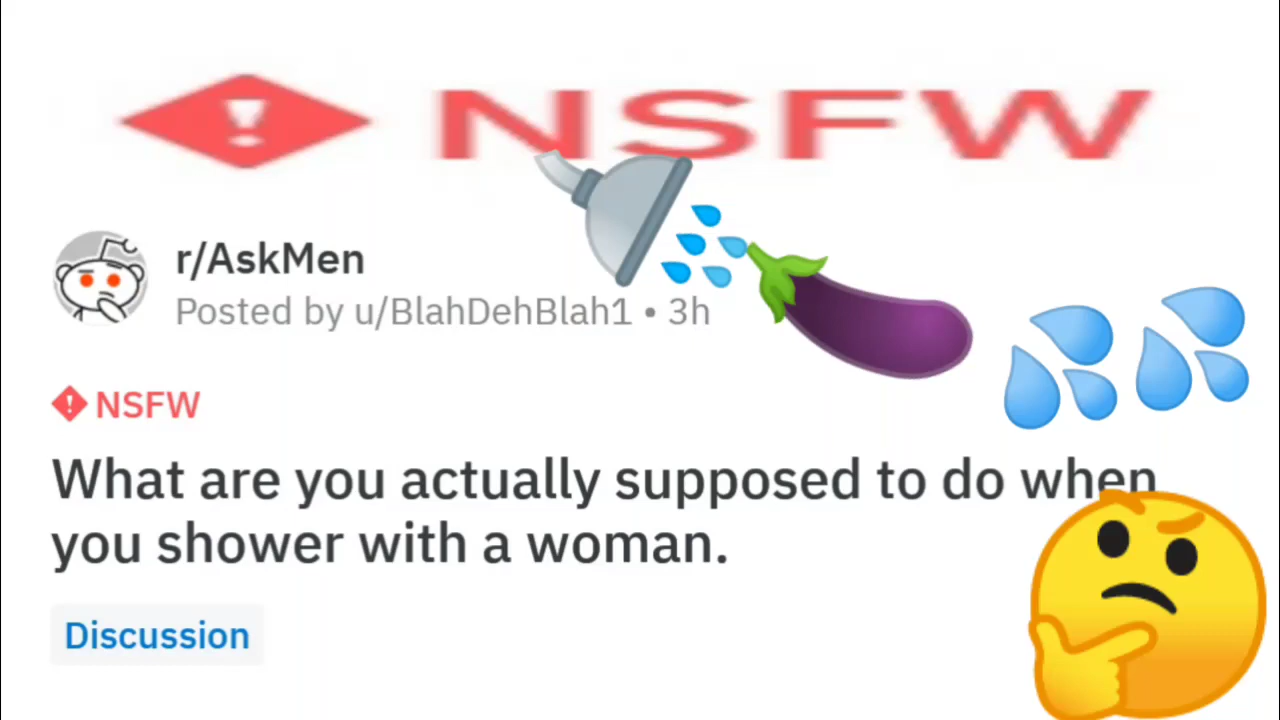 NSFW
r/AskMen
Posted by u/BlahDehBlah1 • 3h
NSFW
What are you actually supposed to do when
you shower with a woman.
Discussion